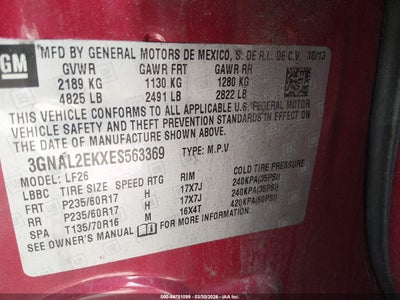 GM
MFD BY GENERAL MOTORS DE MEXICO, S. DE R.L. DE C.V. 10/13
GVWR GAWR FRT GAWR RR
2189 KG 1130 KG 1280 KG
4825 LB 2491 LB 2822 LB
THIS VEHICLE CONFORMS TO ALL APPLICABLE U.S. FEDERAL MOTOR
VEHICLE SAFETY, BUMPER, AND THEFT PREVENTION STANDARDS IN EFFECT ON
THE DATE OF MANUFACTURE SHOWN ABOVE.
3GNAL2EKXES563369 TYPE: M.P.V
MODEL: LF26
LBBC TIRE SIZE SPEED RTG RIM COLD TIRE PRESSURE
FRT P235/60R17 H 17X7J 240KPA(35PSI)
RR P235/60R17 H 17X7J 240KPA(35PSI)
SPA T135/70R16 M 16X4T 420KPA(60PSI)
SEE OWNER'S MANUAL FOR MORE INFORMATION.
500-44751099 | 03/30/2026 | IAA